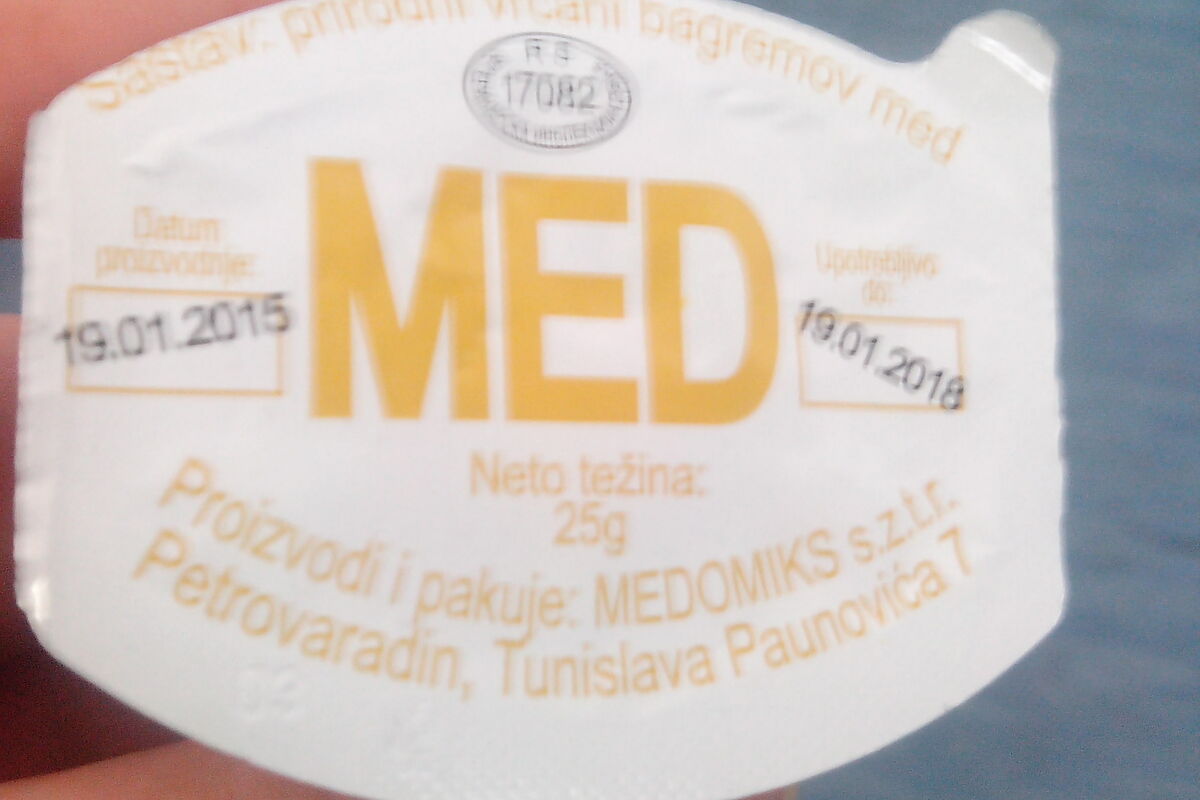 Sastav: prirodni vrcani bagremov med
R S
17082
MED
Datum
proizvodnje:
19.01.2015
Upotrebljivo
do:
19.01.2018
Neto težina:
25g
Proizvodi i pakuje: MEDOMIKS s.z.t.r.
Petrovaradin, Tunislava Paunovića 7